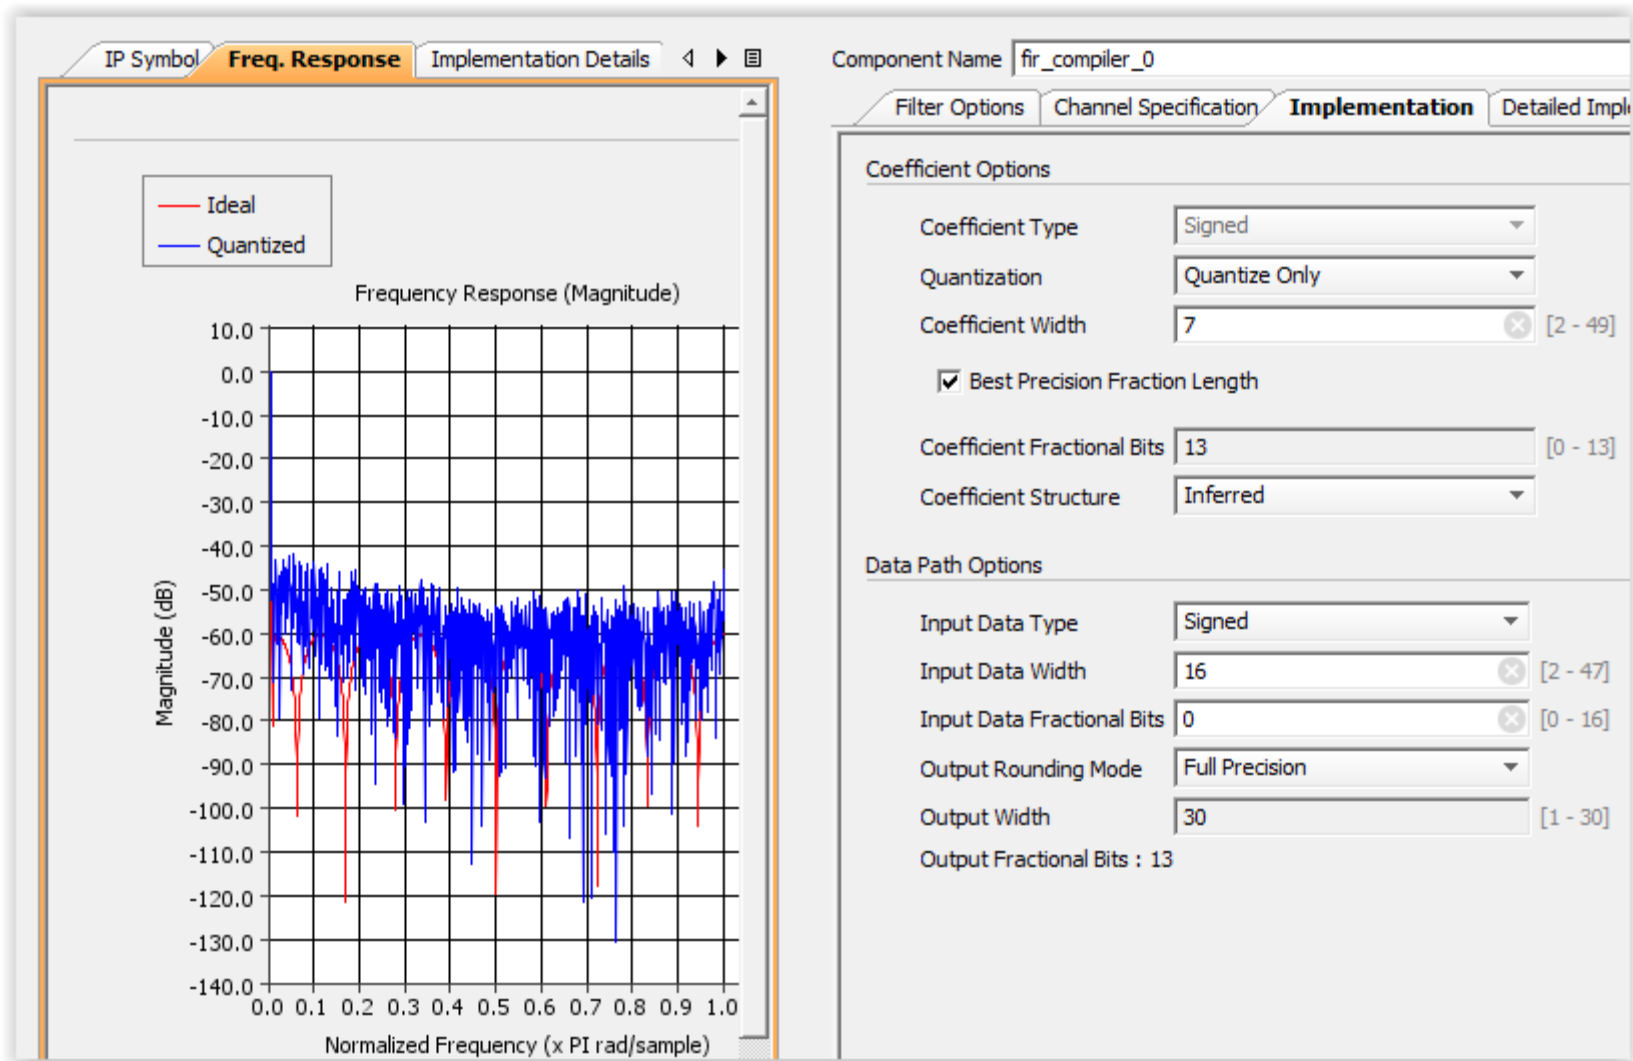 IP Symbol Freq. Response Implementation Details
Ideal
Quantized
Frequency Response (Magnitude)
10.0
0.0
-10.0
-20.0
-30.0
-40.0
-50.0
-60.0
-70.0
-80.0
-90.0
-100.0
-110.0
-120.0
-130.0
-140.0
Magnitude (dB)
0.0 0.1 0.2 0.3 0.4 0.5 0.6 0.7 0.8 0.9 1.0
Normalized Frequency (x PI rad/sample)
Component Name fir_compiler_0
Filter Options Channel Specification Implementation Detailed Impl
Coefficient Options
Coefficient Type Signed
Quantization Quantize Only
Coefficient Width 7 [2 - 49]
Best Precision Fraction Length
Coefficient Fractional Bits 13 [0 - 13]
Coefficient Structure Inferred
Data Path Options
Input Data Type Signed
Input Data Width 16 [2 - 47]
Input Data Fractional Bits 0 [0 - 16]
Output Rounding Mode Full Precision
Output Width 30 [1 - 30]
Output Fractional Bits : 13